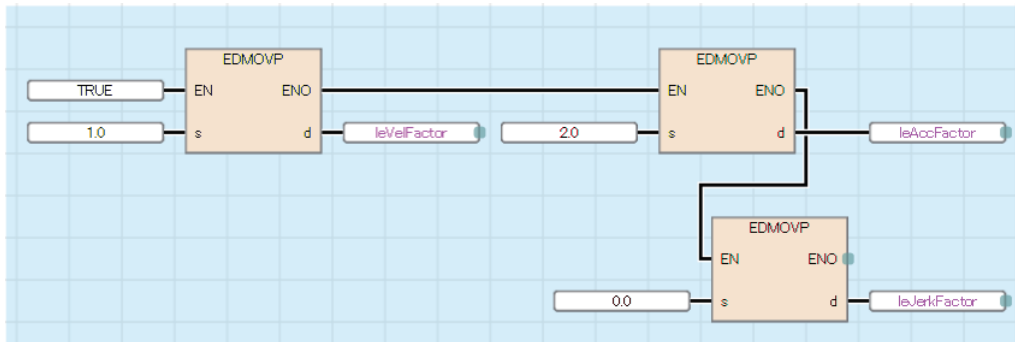 EDMOVP
EDMOVP
TRUE
EN
ENO
EN
ENO
1.0
s
d
leVelFactor
2.0
s
d
leAccFactor
EDMOVP
EN
ENO
0.0
s
d
leJerkFactor